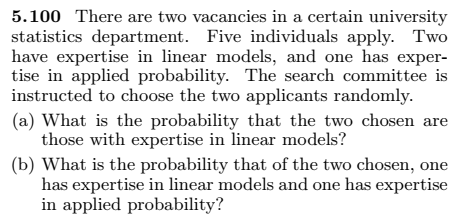 5.100 There are two vacancies in a certain university
statistics department. Five individuals apply. Two
have expertise in linear models, and one has exper-
tise in applied probability. The search committee is
instructed to choose the two applicants randomly.
(a) What is the probability that the two chosen are
those with expertise in linear models?
(b) What is the probability that of the two chosen, one
has expertise in linear models and one has expertise
in applied probability?